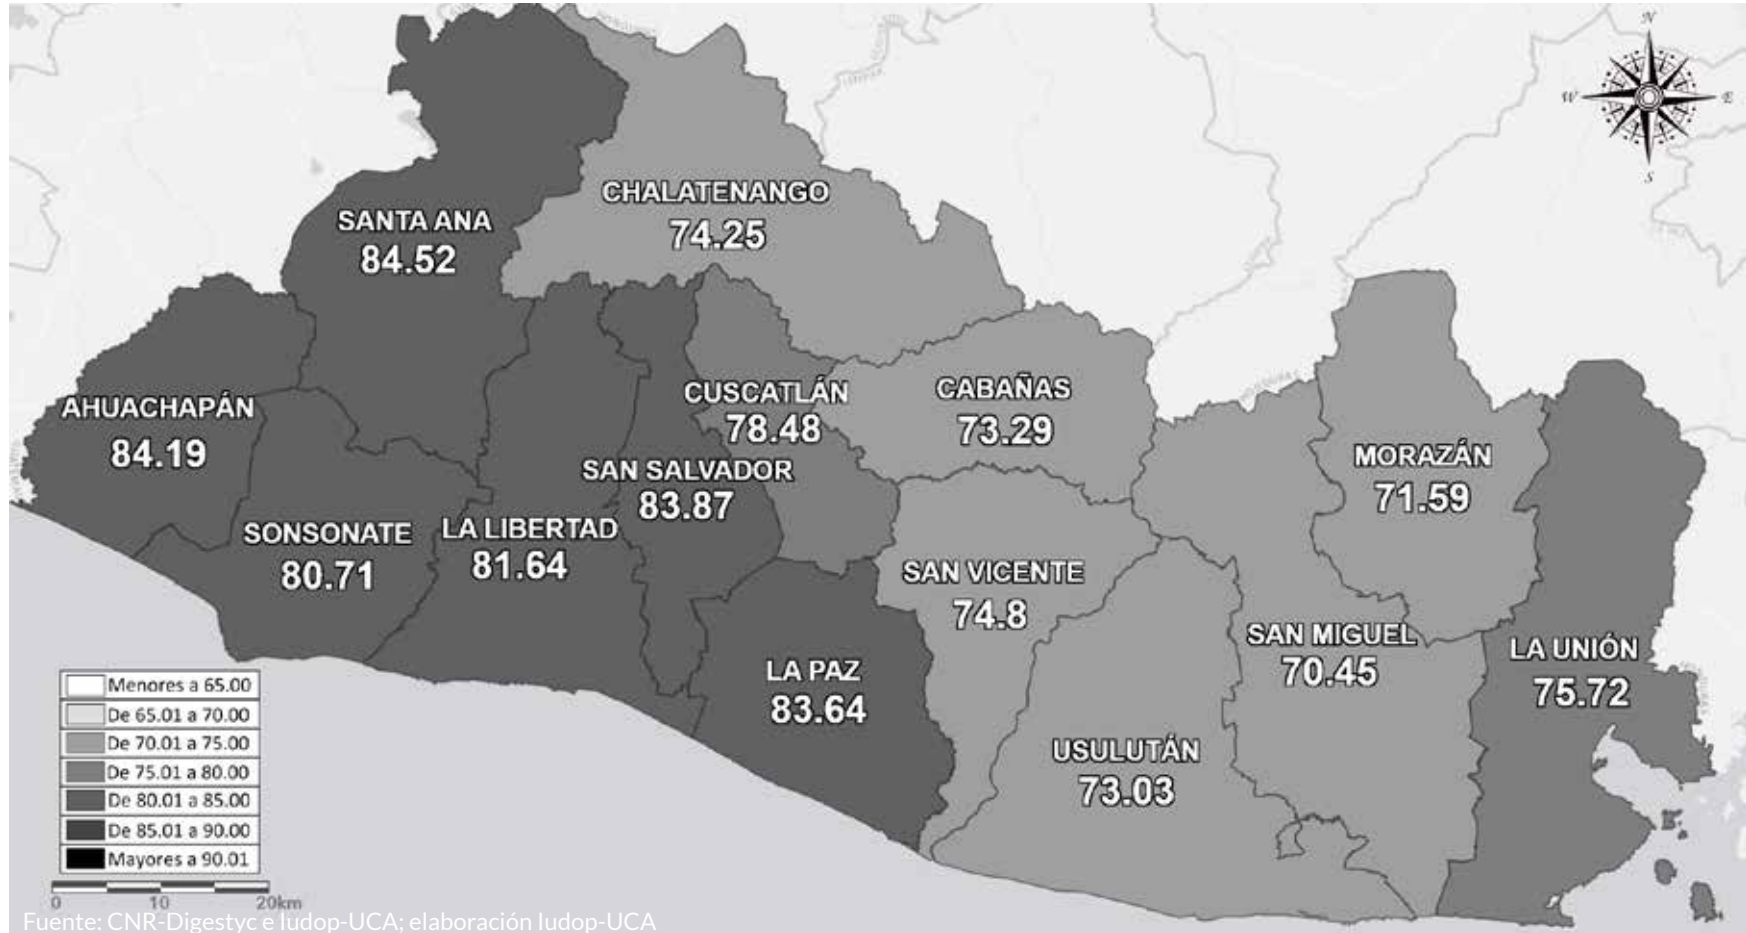 N
W
E
S
CHALATENANGO
74.25
SANTA ANA
84.52
AHUACHAPÁN
84.19
CUSCATLÁN
78.48
CABAÑAS
73.29
MORAZÁN
71.59
SAN SALVADOR
83.87
SONSONATE
80.71
LA LIBERTAD
81.64
SAN VICENTE
74.8
SAN MIGUEL
70.45
LA UNIÓN
75.72
LA PAZ
83.64
USULUTÁN
73.03
Menores a 65.00
De 65.01 a 70.00
De 70.01 a 75.00
De 75.01 a 80.00
De 80.01 a 85.00
De 85.01 a 90.00
Mayores a 90.01
0 10 20km
Fuente: CNR-Digestyc e Iudop-UCA; elaboración Iudop-UCA